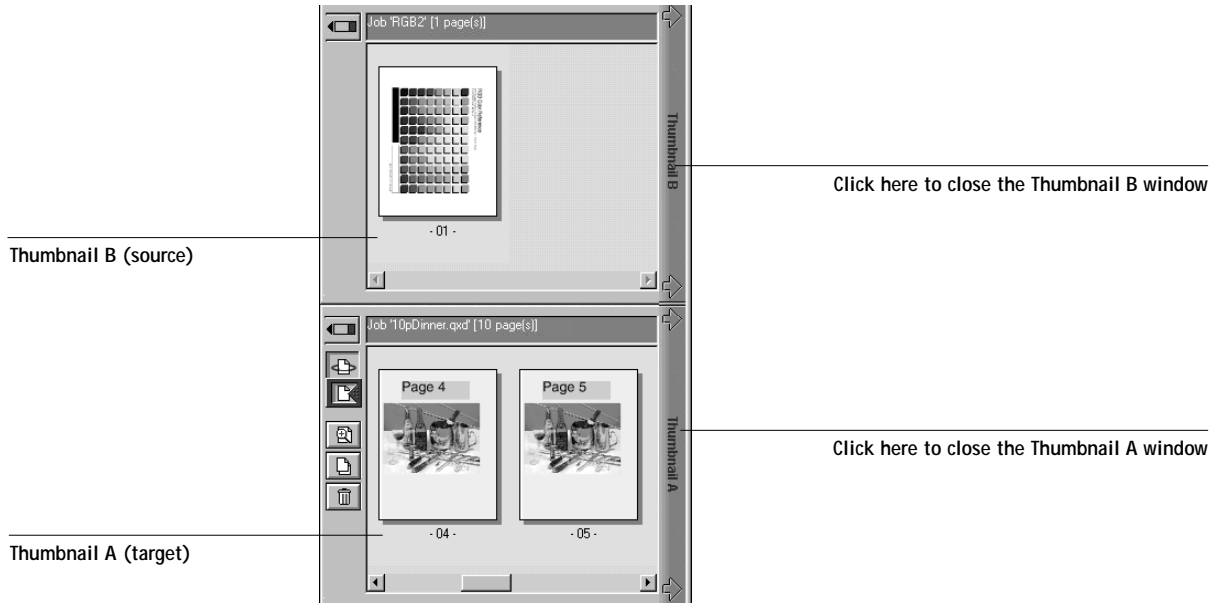 Job 'RGB2' [1 page(s)]
Thumbnail B
Click here to close the Thumbnail B window
- 01 -
Thumbnail B (source)
Job '10pDinner.qxd' [10 page(s)]
Page 4
Page 5
Thumbnail A
Click here to close the Thumbnail A window
- 04 -
- 05 -
Thumbnail A (target)